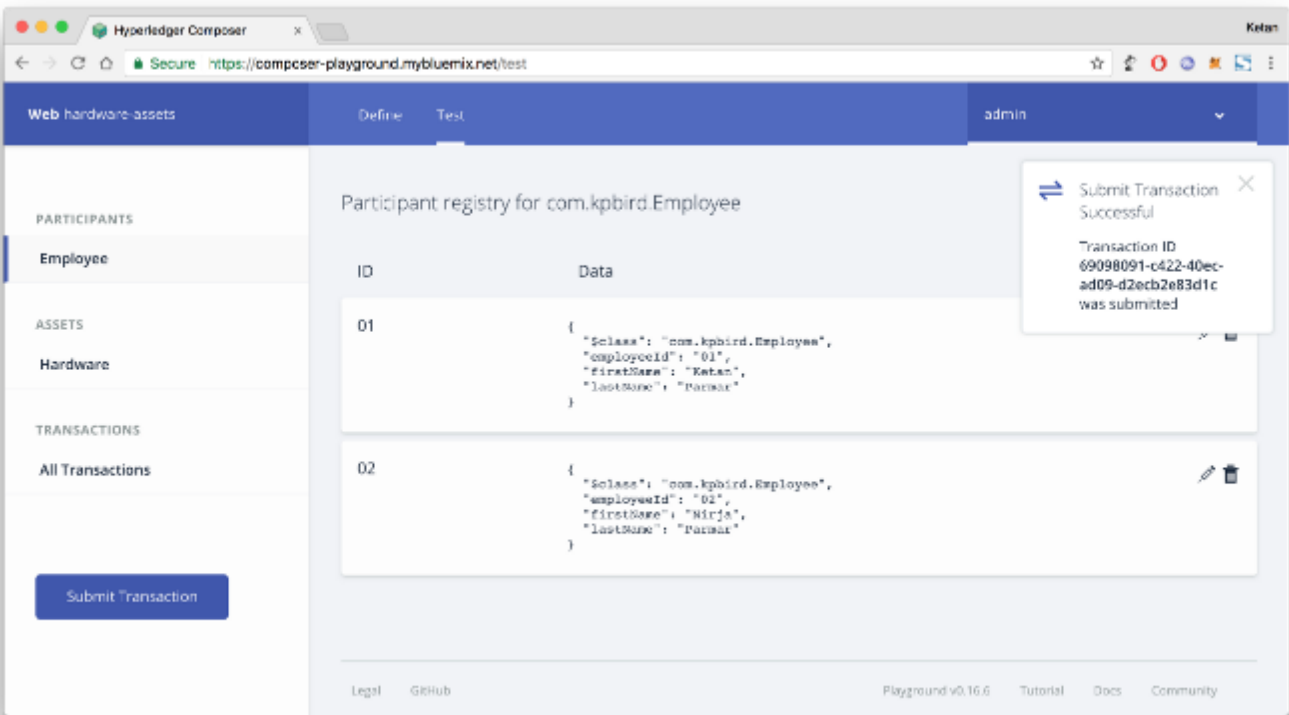 Hyperledger Composer
Ketan
Secure https://composer-playground.mybluemix.net/test
Web hardware-assets
Define Test
admin
Submit Transaction
Successful
Transaction ID
69098091-c422-40ec-
ad09-d2ecb2e83d1c
was submitted
PARTICIPANTS
Employee
ASSETS
Hardware
TRANSACTIONS
All Transactions
Submit Transaction
Participant registry for com.kpbird.Employee
ID Data
01
{
"$class": "com.kpbird.Employee",
"employeeId": "01",
"firstName": "Ketan",
"lastName": "Parmar"
}
02
{
"$class": "com.kpbird.Employee",
"employeeId": "02",
"firstName": "Nirja",
"lastName": "Parmar"
}
Legal GitHub
Playground v0.16.6 Tutorial Docs Community